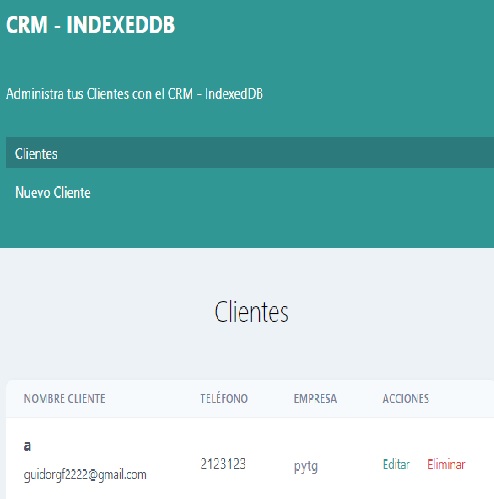 CRM - INDEXEDDB
Administra tus Clientes con el CRM - IndexedDB
Clientes
Nuevo Cliente
Clientes
NOMBRE CLIENTE TELÉFONO EMPRESA ACCIONES
a
guidorgf2222@gmail.com 2123123 pytg Editar Eliminar